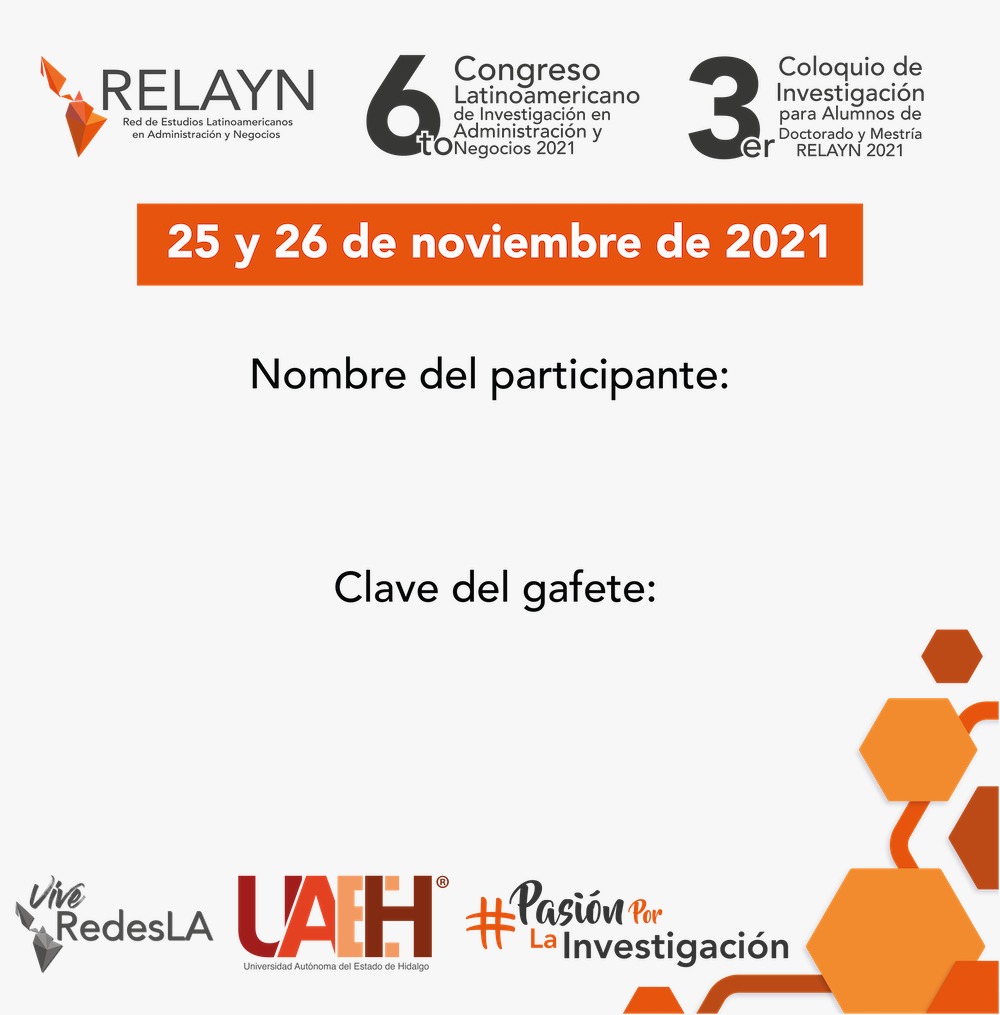 RELAYN
Red de Estudios Latinoamericanos
en Administración y Negocios
6to
Congreso
Latinoamericano
de Investigación en
Administración y
Negocios 2021
3er
Coloquio de
Investigación
para Alumnos de
Doctorado y Mestría
RELAYN 2021
25 y 26 de noviembre de 2021
Nombre del participante:
Clave del gafete:
Vive
RedesLA
UAEH®
Universidad Autónoma del Estado de Hidalgo
#Pasión Por
La Investigación